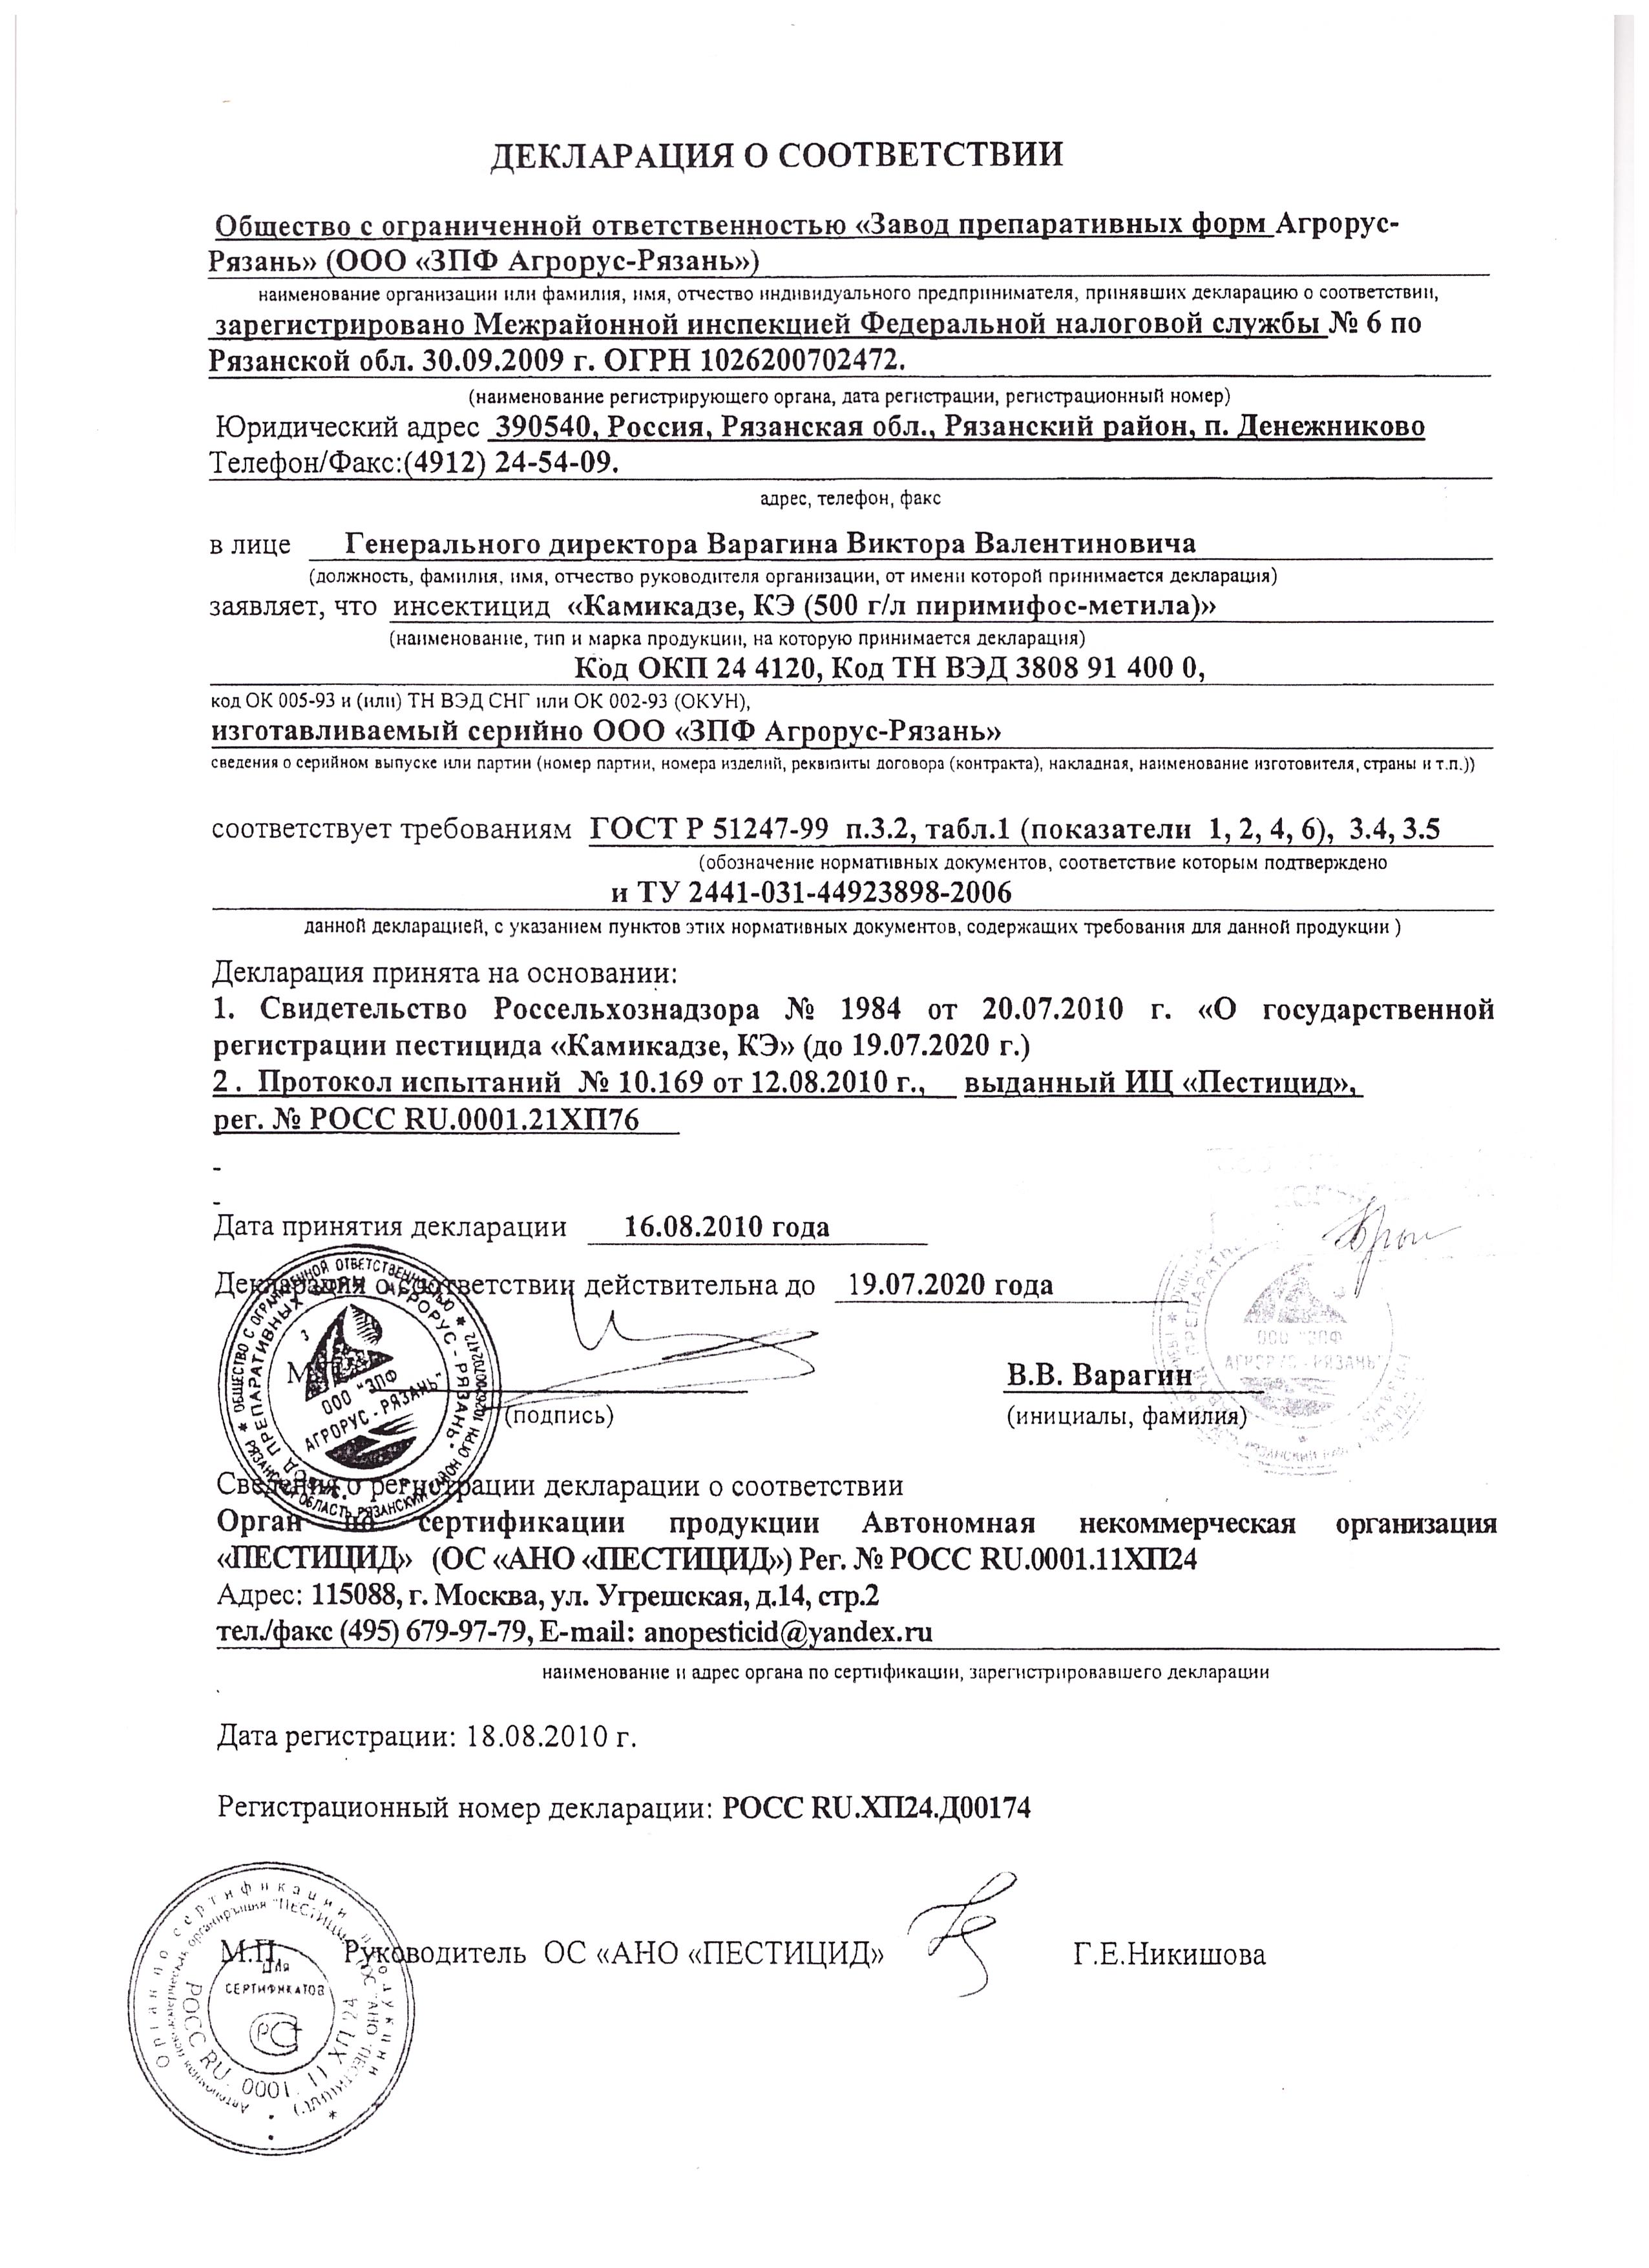 ДЕКЛАРАЦИЯ О СООТВЕТСТВИИ
Общество с ограниченной ответственностью «Завод препаративных форм Агрорус-
Рязань» (ООО «ЗПФ Агрорус-Рязань»)
наименование организации или фамилия, имя, отчество индивидуального предпринимателя, принявших декларацию о соответствии,
зарегистрировано Межрайонной инспекцией Федеральной налоговой службы № 6 по
Рязанской обл. 30.09.2009 г. ОГРН 1026200702472.
(наименование регистрирующего органа, дата регистрации, регистрационный номер)
Юридический адрес 390540, Россия, Рязанская обл., Рязанский район, п. Денежниково
Телефон/Факс:(4912) 24-54-09.
адрес, телефон, факс
в лице Генерального директора Варагина Виктора Валентиновича
(должность, фамилия, имя, отчество руководителя организации, от имени которой принимается декларация)
заявляет, что инсектицид «Камикадзе, КЭ (500 г/л пиримифос-метила)»
(наименование, тип и марка продукции, на которую принимается декларация)
Код ОКП 24 4120, Код ТН ВЭД 3808 91 400 0,
код ОК 005-93 и (или) ТН ВЭД СНГ или ОК 002-93 (ОКУН),
изготавливаемый серийно ООО «ЗПФ Агрорус-Рязань»
сведения о серийном выпуске или партии (номер партии, номера изделий, реквизиты договора (контракта), накладная, наименование изготовителя, страны и т.п.))
соответствует требованиям ГОСТ Р 51247-99 п.3.2, табл.1 (показатели 1, 2, 4, 6), 3.4, 3.5
(обозначение нормативных документов, соответствие которым подтверждено
и ТУ 2441-031-44923898-2006
данной декларацией, с указанием пунктов этих нормативных документов, содержащих требования для данной продукции )
Декларация принята на основании:
1. Свидетельство Россельхознадзора № 1984 от 20.07.2010 г. «О государственной
регистрации пестицида «Камикадзе, КЭ» (до 19.07.2020 г.)
2 . Протокол испытаний № 10.169 от 12.08.2010 г., выданный ИЦ «Пестицид»,
рег. № РОСС RU.0001.21ХП76
-
-
Дата принятия декларации 16.08.2010 года
Декларация о соответствии действительна до 19.07.2020 года
М.П.
В.В. Варагин
(подпись) (инициалы, фамилия)
ОБЩЕСТВО С ОГРАНИЧЕННОЙ ОТВЕТСТВЕННОСТЬЮ * РЯЗАНСКАЯ ОБЛАСТЬ, РЯЗАНСКИЙ РАЙОН ОГРН 1026200702472 *
ЗАВОД ПРЕПАРАТИВНЫХ ФОРМ "АГРОРУС - РЯЗАНЬ"
ООО "ЗПФ
АГРОРУС - РЯЗАНЬ"
ООО "ЗПФ
АГРОРУС - РЯЗАНЬ"
Сведения о регистрации декларации о соответствии
Орган по сертификации продукции Автономная некоммерческая организация
«ПЕСТИЦИД» (ОС «АНО «ПЕСТИЦИД») Рег. № РОСС RU.0001.11ХП24
Адрес: 115088, г. Москва, ул. Угрешская, д.14, стр.2
тел./факс (495) 679-97-79, E-mail: anopesticid@yandex.ru
наименование и адрес органа по сертификации, зарегистрировавшего декларации
Дата регистрации: 18.08.2010 г.
Регистрационный номер декларации: РОСС RU.ХП24.Д00174
М.П. Руководитель ОС «АНО «ПЕСТИЦИД» Г.Е.Никишова
Орган по сертификации продукции *
Автономная некоммерческая организация "ПЕСТИЦИД" (ОС "АНО "ПЕСТИЦИД")
РОСС RU. 0001. 11 ХП 24
ДЛЯ
СЕРТИФИКАТОВ